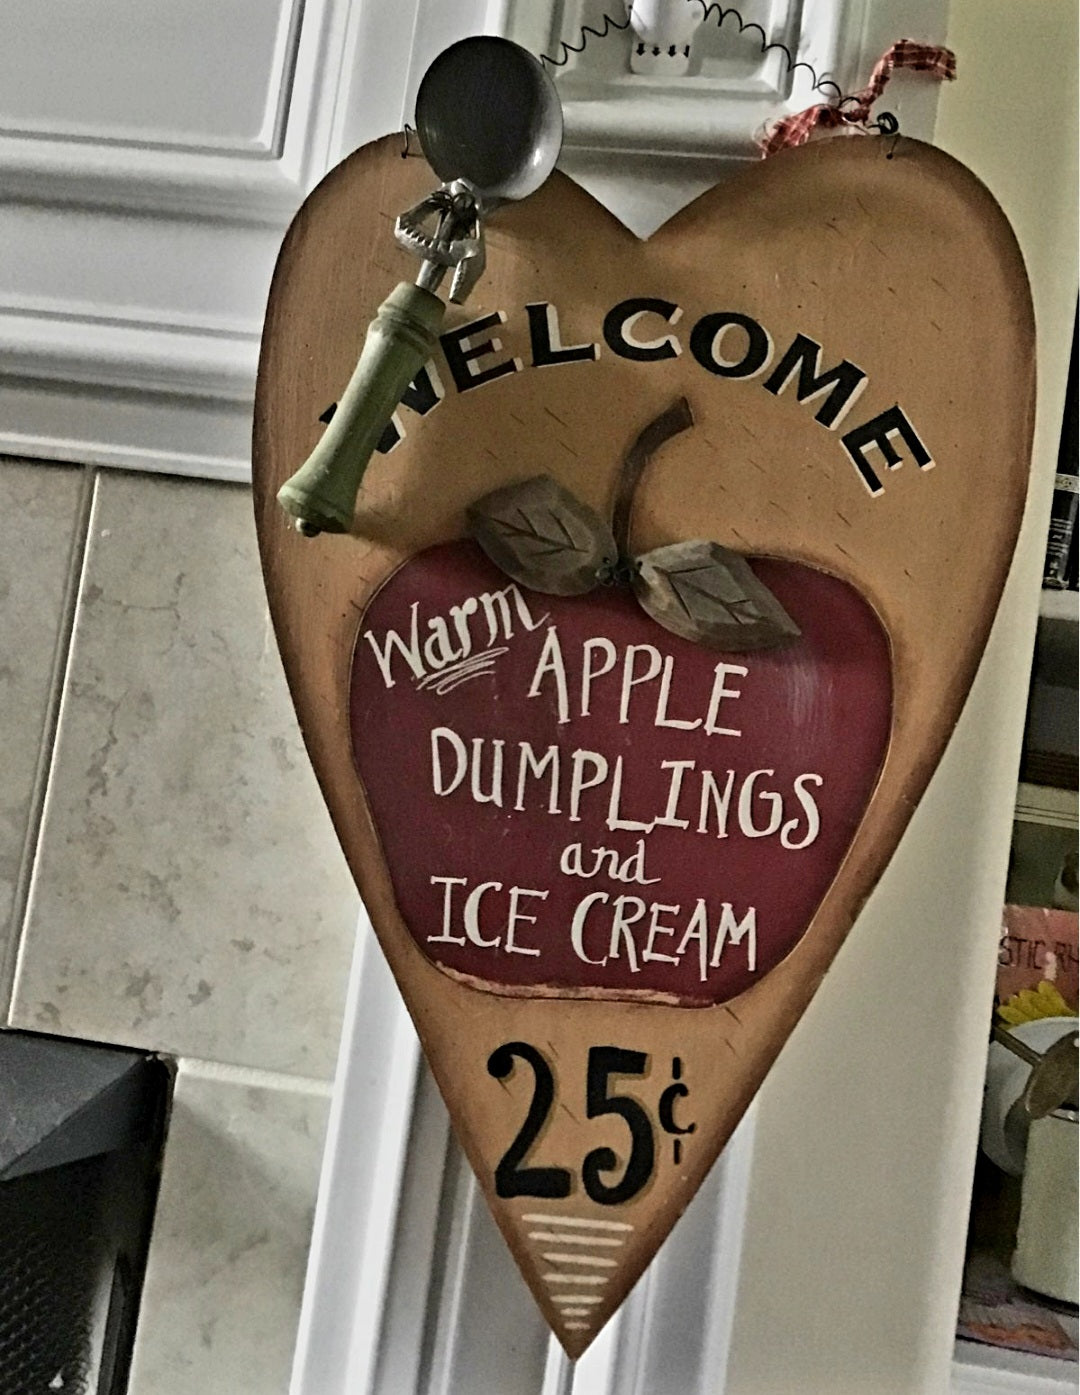 WELCOME
Warm
APPLE
DUMPLINGS
and
ICE CREAM
25¢